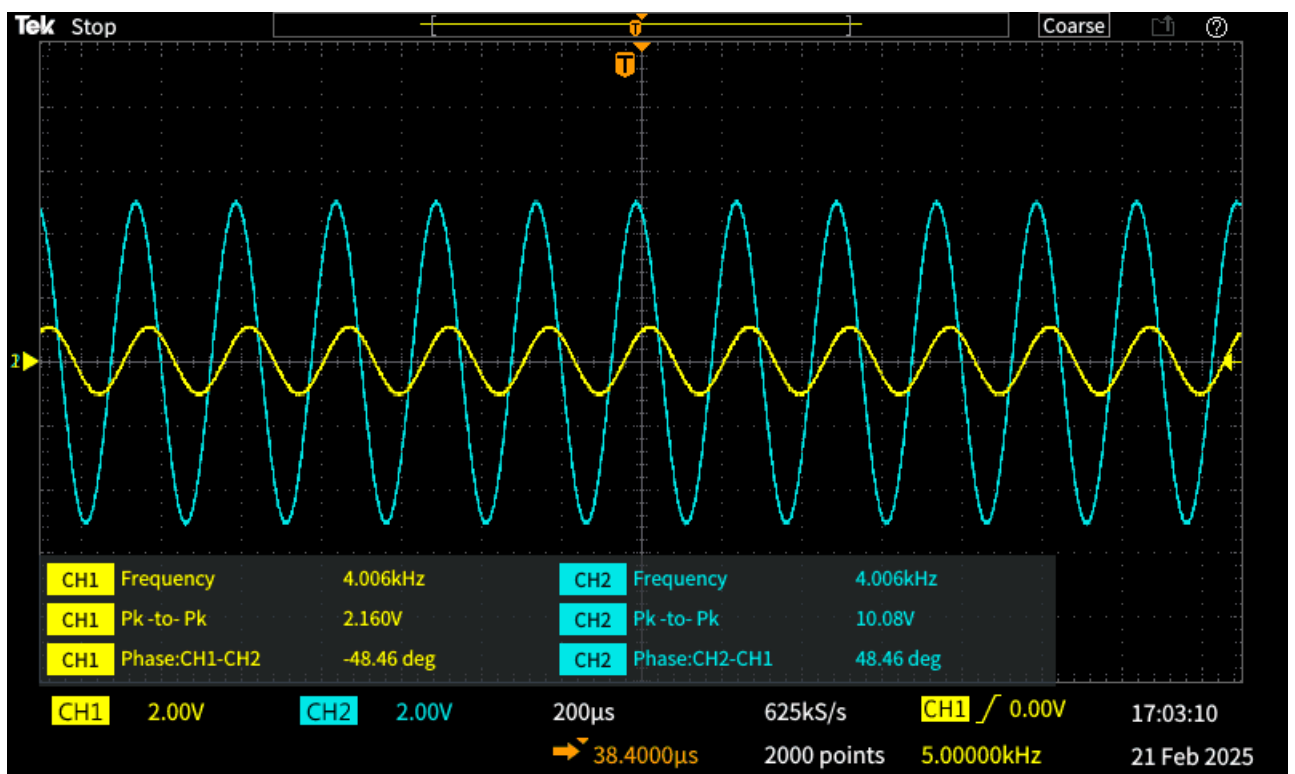 Tek Stop T Coarse
T
CH1 Frequency 4.006kHz CH2 Frequency 4.006kHz
CH1 Pk-to-Pk 2.160V CH2 Pk-to-Pk 10.08V
CH1 Phase:CH1-CH2 -48.46 deg CH2 Phase:CH2-CH1 48.46 deg
CH1 2.00V CH2 2.00V 200µs 625kS/s CH1 0.00V 17:03:10
38.4000µs 2000 points 5.00000kHz 21 Feb 2025